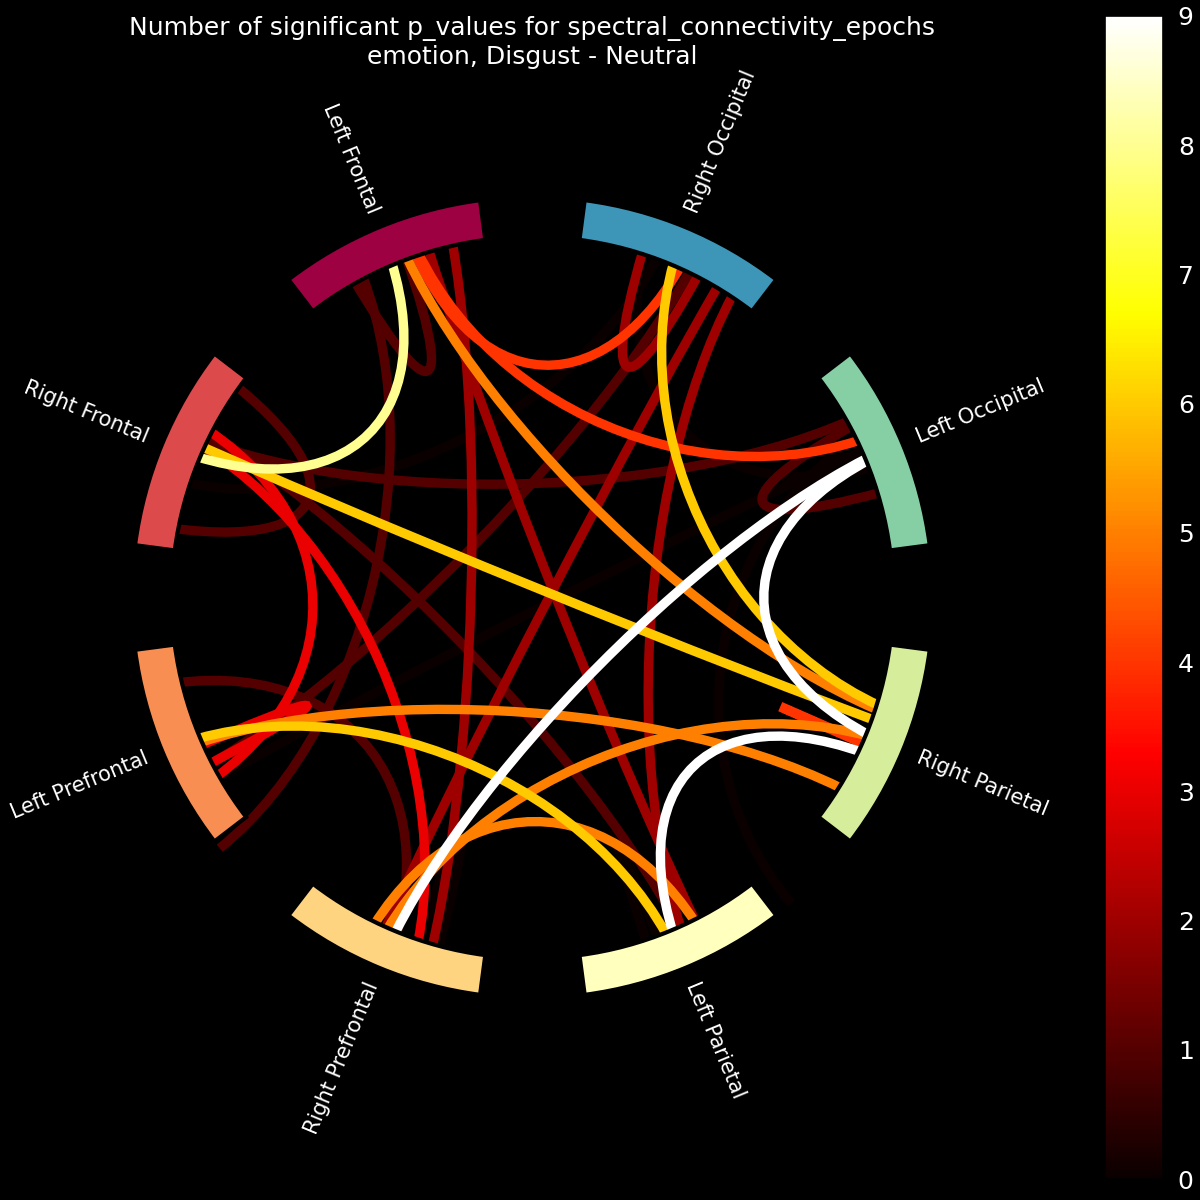 Number of significant p_values for spectral_connectivity_epochs
emotion, Disgust - Neutral
Left Frontal
Right Occipital
Right Frontal
Left Occipital
Left Prefrontal
Right Parietal
Right Prefrontal
Left Parietal
9
8
7
6
5
4
3
2
1
0